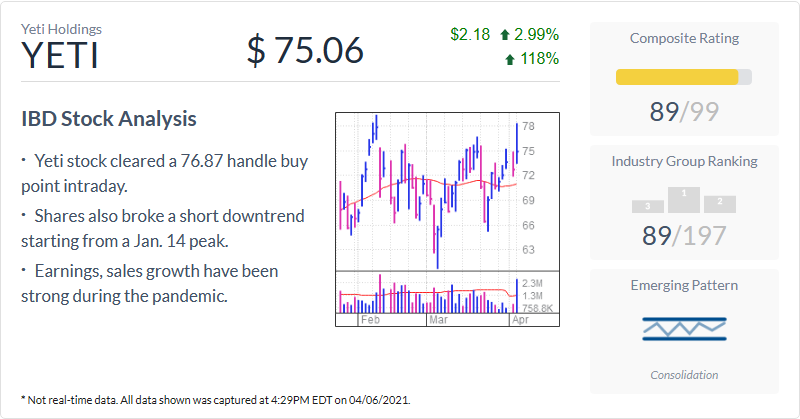 Yeti Holdings
YETI
$ 75.06
$2.18 2.99%
118%
IBD Stock Analysis
· Yeti stock cleared a 76.87 handle buy
point intraday.
· Shares also broke a short downtrend
starting from a Jan. 14 peak.
· Earnings, sales growth have been
strong during the pandemic.
78
75
72
69
66
63
2.3M
1.3M
758.8K
Feb Mar Apr
Composite Rating
89/99
Industry Group Ranking
3 1 2
89/197
Emerging Pattern
Consolidation
* Not real-time data. All data shown was captured at 4:29PM EDT on 04/06/2021.